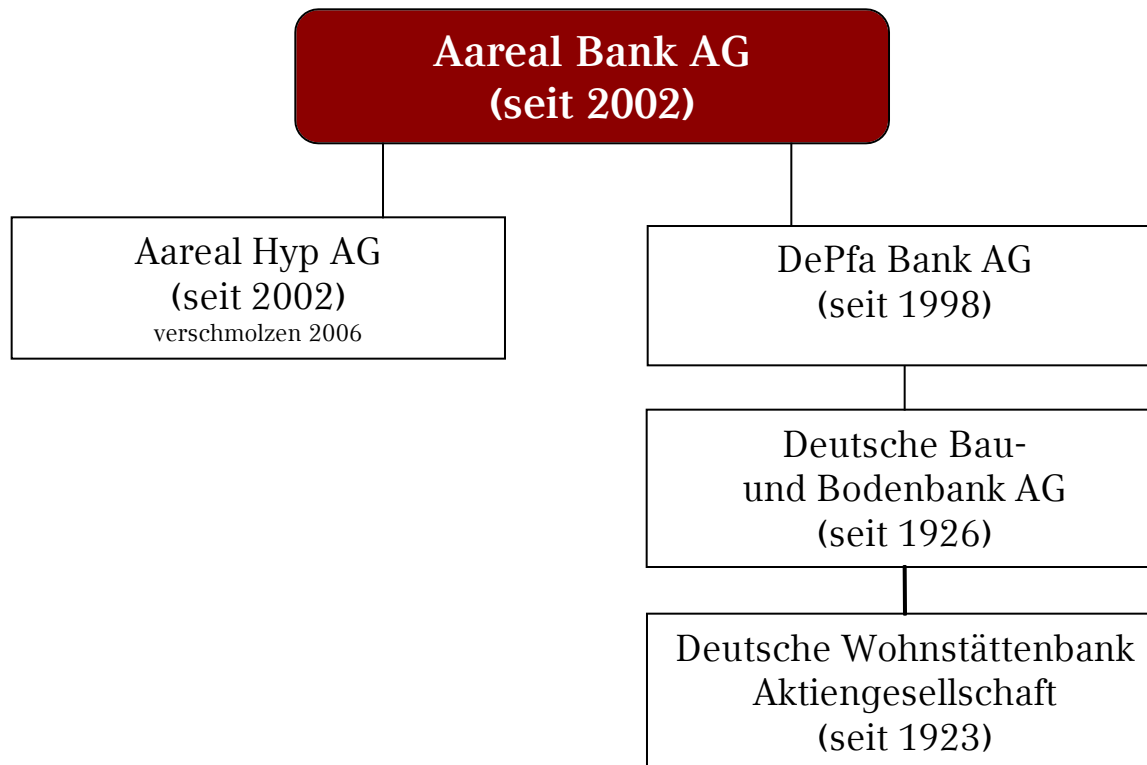 Aareal Bank AG
(seit 2002)
Aareal Hyp AG
(seit 2002)
verschmolzen 2006
DePfa Bank AG
(seit 1998)
Deutsche Bau-
und Bodenbank AG
(seit 1926)
Deutsche Wohnstättenbank
Aktiengesellschaft
(seit 1923)